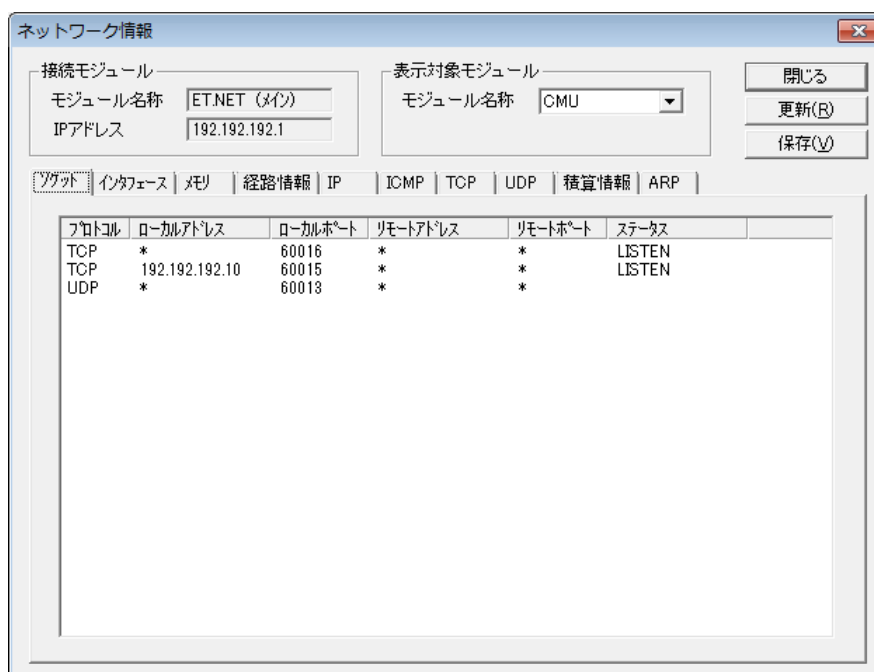 ネットワーク情報
接続モジュール
モジュール名称 ET.NET（ﾒｲﾝ）
IPアドレス 192.192.192.1
表示対象モジュール
モジュール名称 CMU
閉じる
更新(R)
保存(V)
ｿｹｯﾄ ｲﾝﾀﾌｪｰｽ ﾒﾓﾘ 経路情報 IP ICMP TCP UDP 積算情報 ARP
ﾌﾟﾛﾄｺﾙ ﾛｰｶﾙｱﾄﾞﾚｽ ﾛｰｶﾙﾎﾟｰﾄ ﾘﾓｰﾄｱﾄﾞﾚｽ ﾘﾓｰﾄﾎﾟｰﾄ ｽﾃｰﾀｽ
TCP * 60016 * * LISTEN
TCP 192.192.192.10 60015 * * LISTEN
UDP * 60013 * *